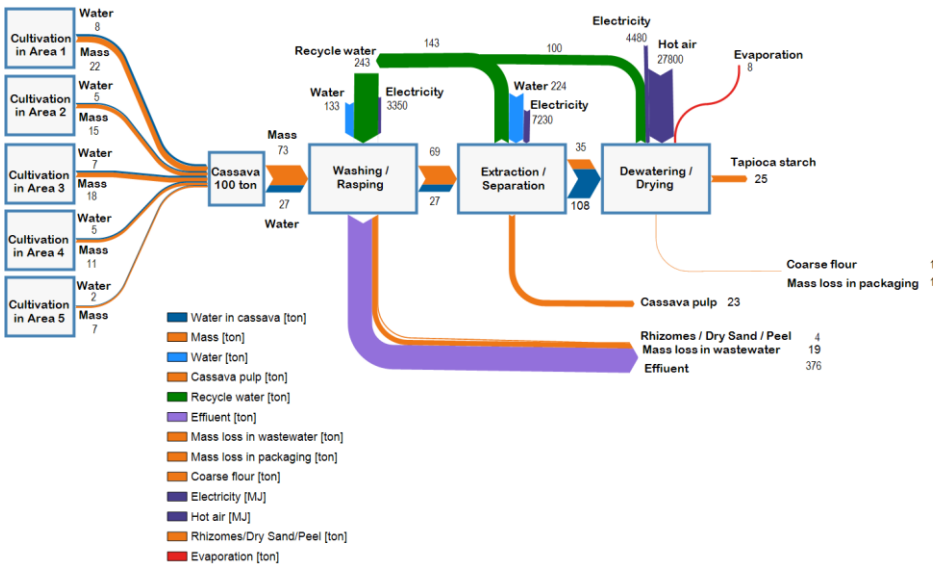 Water
8
Cultivation
in Area 1
Mass
22
Water
5
Cultivation
in Area 2
Mass
15
Water
7
Cultivation
in Area 3
Mass
18
Water
5
Cultivation
in Area 4
Mass
11
Water
2
Cultivation
in Area 5
Mass
7
Cassava
100 ton
Mass
73
27
Water
Recycle water
243
143
100
Water
133
Electricity
3350
Washing /
Rasping
69
27
Water 224
Electricity
7230
Extraction /
Separation
35
108
Electricity
4480
Hot air
27800
Evaporation
8
Dewatering /
Drying
Tapioca starch
25
Coarse flour 1
Mass loss in packaging 1
Cassava pulp 23
Rhizomes / Dry Sand / Peel 4
Mass loss in wastewater 19
Effiuent 376
Water in cassava [ton]
Mass [ton]
Water [ton]
Cassava pulp [ton]
Recycle water [ton]
Effiuent [ton]
Mass loss in wastewater [ton]
Mass loss in packaging [ton]
Coarse flour [ton]
Electricity [MJ]
Hot air [MJ]
Rhizomes/Dry Sand/Peel [ton]
Evaporation [ton]